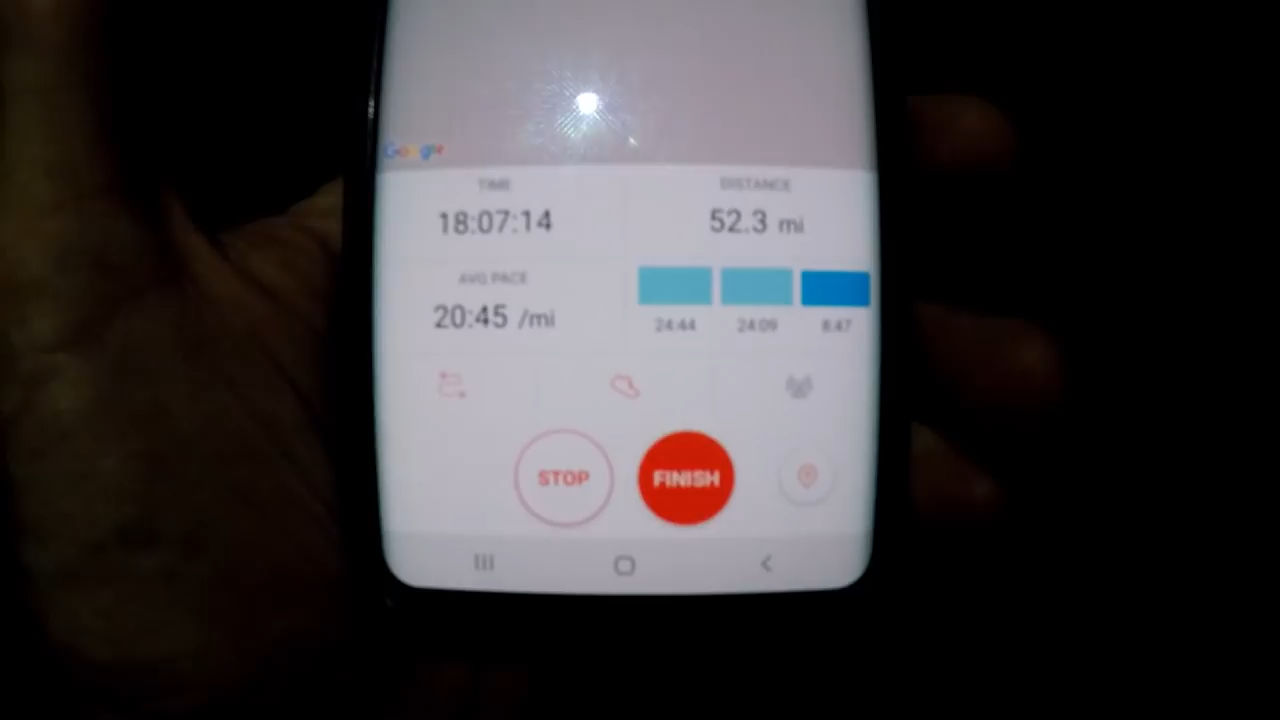 Google
TIME
18:07:14
DISTANCE
52.3 mi
AVG PACE
20:45 /mi
24:44
24:09
8:47
STOP
FINISH